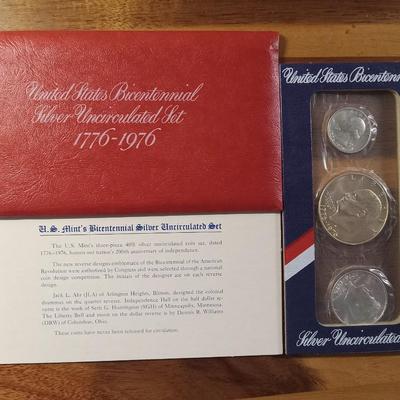 United States Bicentennial
Silver Uncirculated Set
1776-1976
U.S. Mint's Bicentennial Silver Uncirculated Set
The U.S. Mint's three-piece 40% silver uncirculated coin set, dated
1776-1976, honors our nation's 200th anniversary of independence.
The new reverse designs emblematic of the Bicentennial of the American
Revolution were authorized by Congress and were selected through a national
coin design competition. The initials of the designer are on each reverse
design.
Jack L. Ahr (JLA) of Arlington Heights, Illinois, designed the colonial
drummer on the quarter reverse. Independence Hall on the half dollar re-
verse is the work of Seth G. Huntington (SGH) of Minneapolis, Minnesota.
The Liberty Bell and moon on the dollar reverse is by Dennis R. Williams
(DRW) of Columbus, Ohio.
These coins have never been released for circulation.
United States Bicentenn
Silver Uncirculated